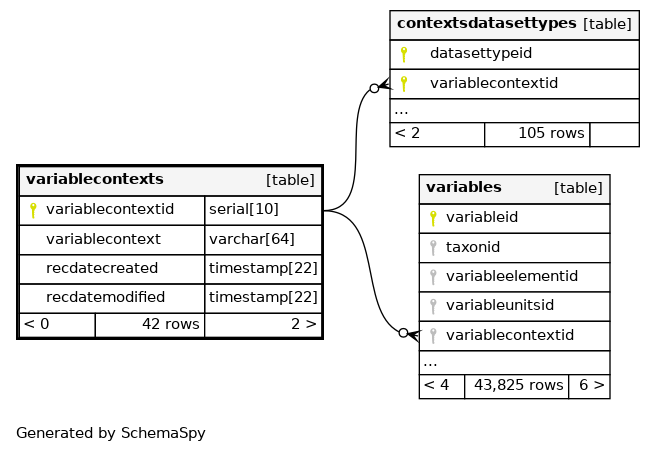 contextsdatasettypes [table]
datasettypeid
variablecontextid
...
< 2 105 rows
variablecontexts [table]
variablecontextid serial[10]
variablecontext varchar[64]
recdatecreated timestamp[22]
recdatemodified timestamp[22]
< 0 42 rows 2 >
variables [table]
variableid
taxonid
variableelementid
variableunitsid
variablecontextid
...
< 4 43,825 rows 6 >
Generated by SchemaSpy